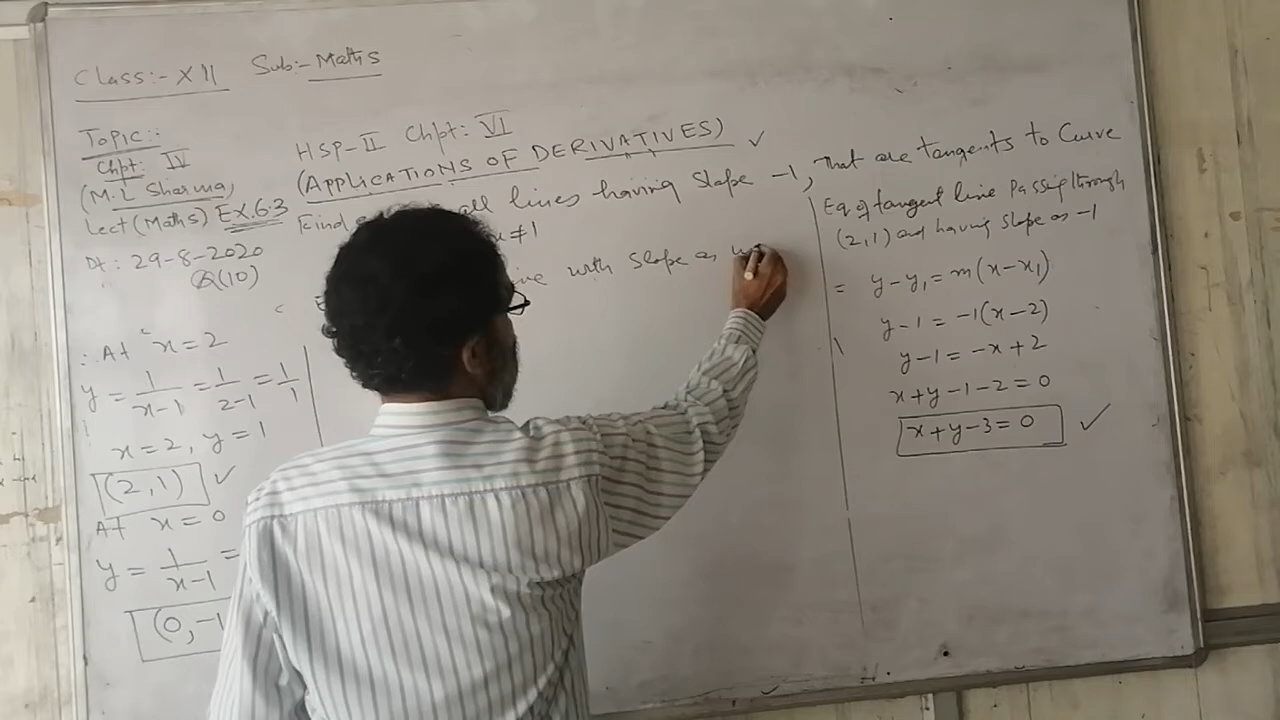 Class:- XII Sub:- Maths
Topic::
Chpt: IV
(M.L Sharma,
Lect (Maths) EX.6.3
Dt: 29-8-2020
Q(10)
HSP-II Chpt: VI
(APPLICATIONS OF DERIVATIVES) ✓
Find all lines having slope -1, that are tangents to Curve
x≠1
with slope as
∴ At x=2
y = 1/(x-1) = 1/(2-1) = 1/1
x=2, y=1
(2,1) ✓
At x=0
y = 1/(x-1) =
(0,-1
Eq of tangent line passing through
(2,1) and having slope as -1
= y-y₁ = m(x-x₁)
y-1 = -1(x-2)
y-1 = -x+2
x+y-1-2=0
x+y-3=0 ✓